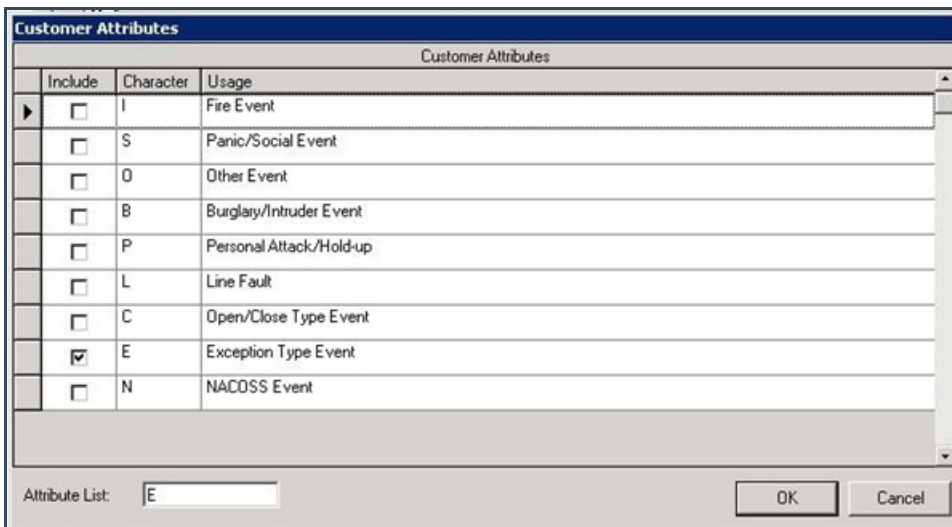 Customer Attributes
Customer Attributes
Include Character Usage
I Fire Event
S Panic/Social Event
O Other Event
B Burglary/Intruder Event
P Personal Attack/Hold-up
L Line Fault
C Open/Close Type Event
E Exception Type Event
N NACOSS Event
Attribute List: E OK Cancel